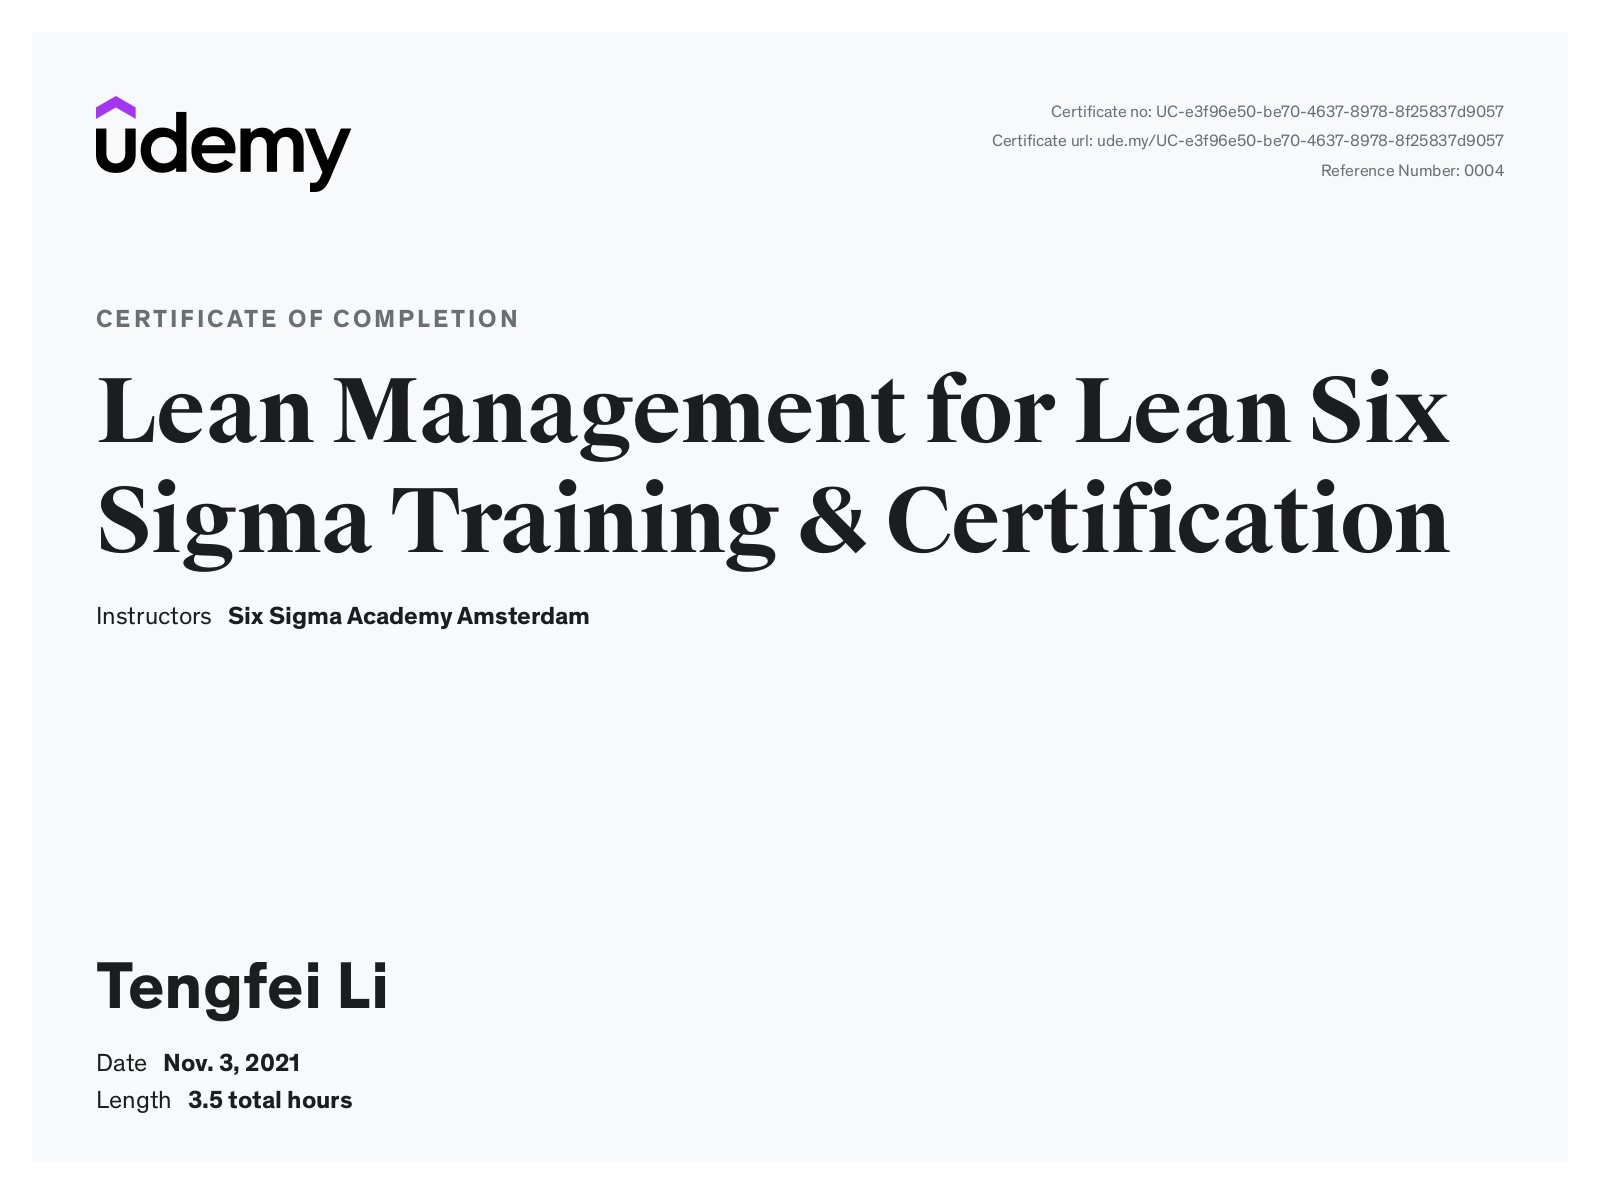 udemy
Certificate no: UC-e3f96e50-be70-4637-8978-8f25837d9057
Certificate url: ude.my/UC-e3f96e50-be70-4637-8978-8f25837d9057
Reference Number: 0004
CERTIFICATE OF COMPLETION
Lean Management for Lean Six
Sigma Training & Certification
Instructors Six Sigma Academy Amsterdam
Tengfei Li
Date Nov. 3, 2021
Length 3.5 total hours